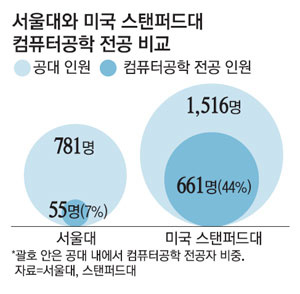 서울대와 미국 스탠퍼드대
컴퓨터공학 전공 비교
공대 인원 컴퓨터공학 전공 인원
1,516명
781명
661명(44%)
55명(7%)
서울대 미국 스탠퍼드대
*괄호 안은 공대 내에서 컴퓨터공학 전공자 비중.
자료=서울대, 스탠퍼드대